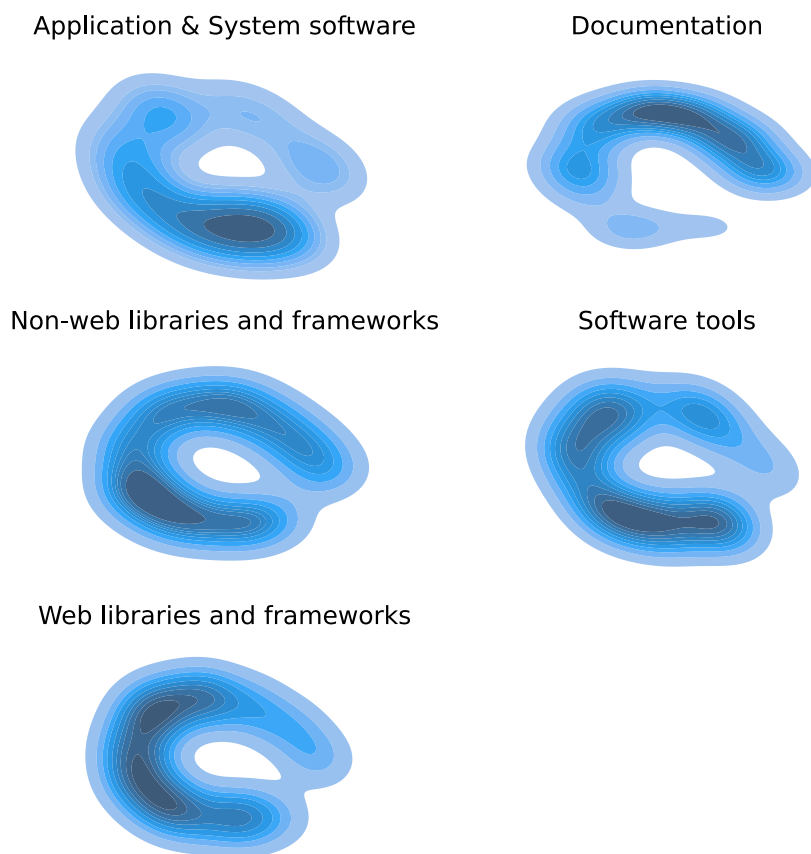 Application & System software
Documentation
Non-web libraries and frameworks
Software tools
Web libraries and frameworks